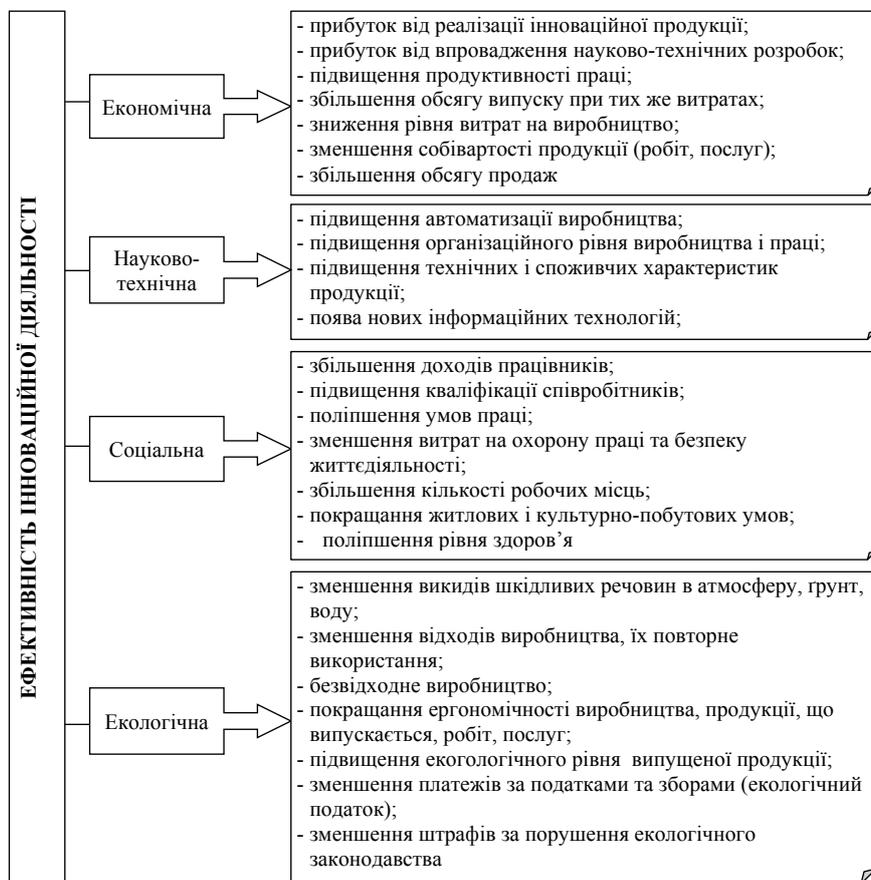 ЕФЕКТИВНІСТЬ ІННОВАЦІЙНОЇ ДІЯЛЬНОСТІ
Економічна
- прибуток від реалізації інноваційної продукції;
- прибуток від впровадження науково-технічних розробок;
- підвищення продуктивності праці;
- збільшення обсягу випуску при тих же витратах;
- зниження рівня витрат на виробництво;
- зменшення собівартості продукції (робіт, послуг);
- збільшення обсягу продаж
Науково-
технічна
- підвищення автоматизації виробництва;
- підвищення організаційного рівня виробництва і праці;
- підвищення технічних і споживчих характеристик
продукції;
- поява нових інформаційних технологій;
Соціальна
- збільшення доходів працівників;
- підвищення кваліфікації співробітників;
- поліпшення умов праці;
- зменшення витрат на охорону праці та безпеку
життєдіяльності;
- збільшення кількості робочих місць;
- покращання житлових і культурно-побутових умов;
- поліпшення рівня здоров’я
Екологічна
- зменшення викидів шкідливих речовин в атмосферу, ґрунт,
воду;
- зменшення відходів виробництва, їх повторне
використання;
- безвідходне виробництво;
- покращання ергономічності виробництва, продукції, що
випускається, робіт, послуг;
- підвищення екогологічного рівня випущеної продукції;
- зменшення платежів за податками та зборами (екологічний
податок);
- зменшення штрафів за порушення екологічного
законодавства